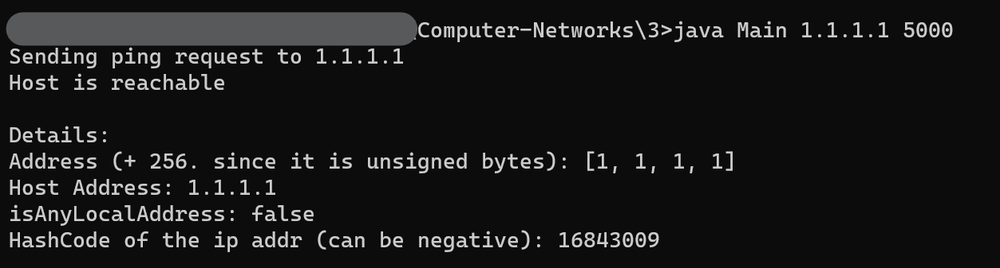 Computer-Networks\3>java Main 1.1.1.1 5000
Sending ping request to 1.1.1.1
Host is reachable
Details:
Address (+ 256. since it is unsigned bytes): [1, 1, 1, 1]
Host Address: 1.1.1.1
isAnyLocalAddress: false
HashCode of the ip addr (can be negative): 16843009